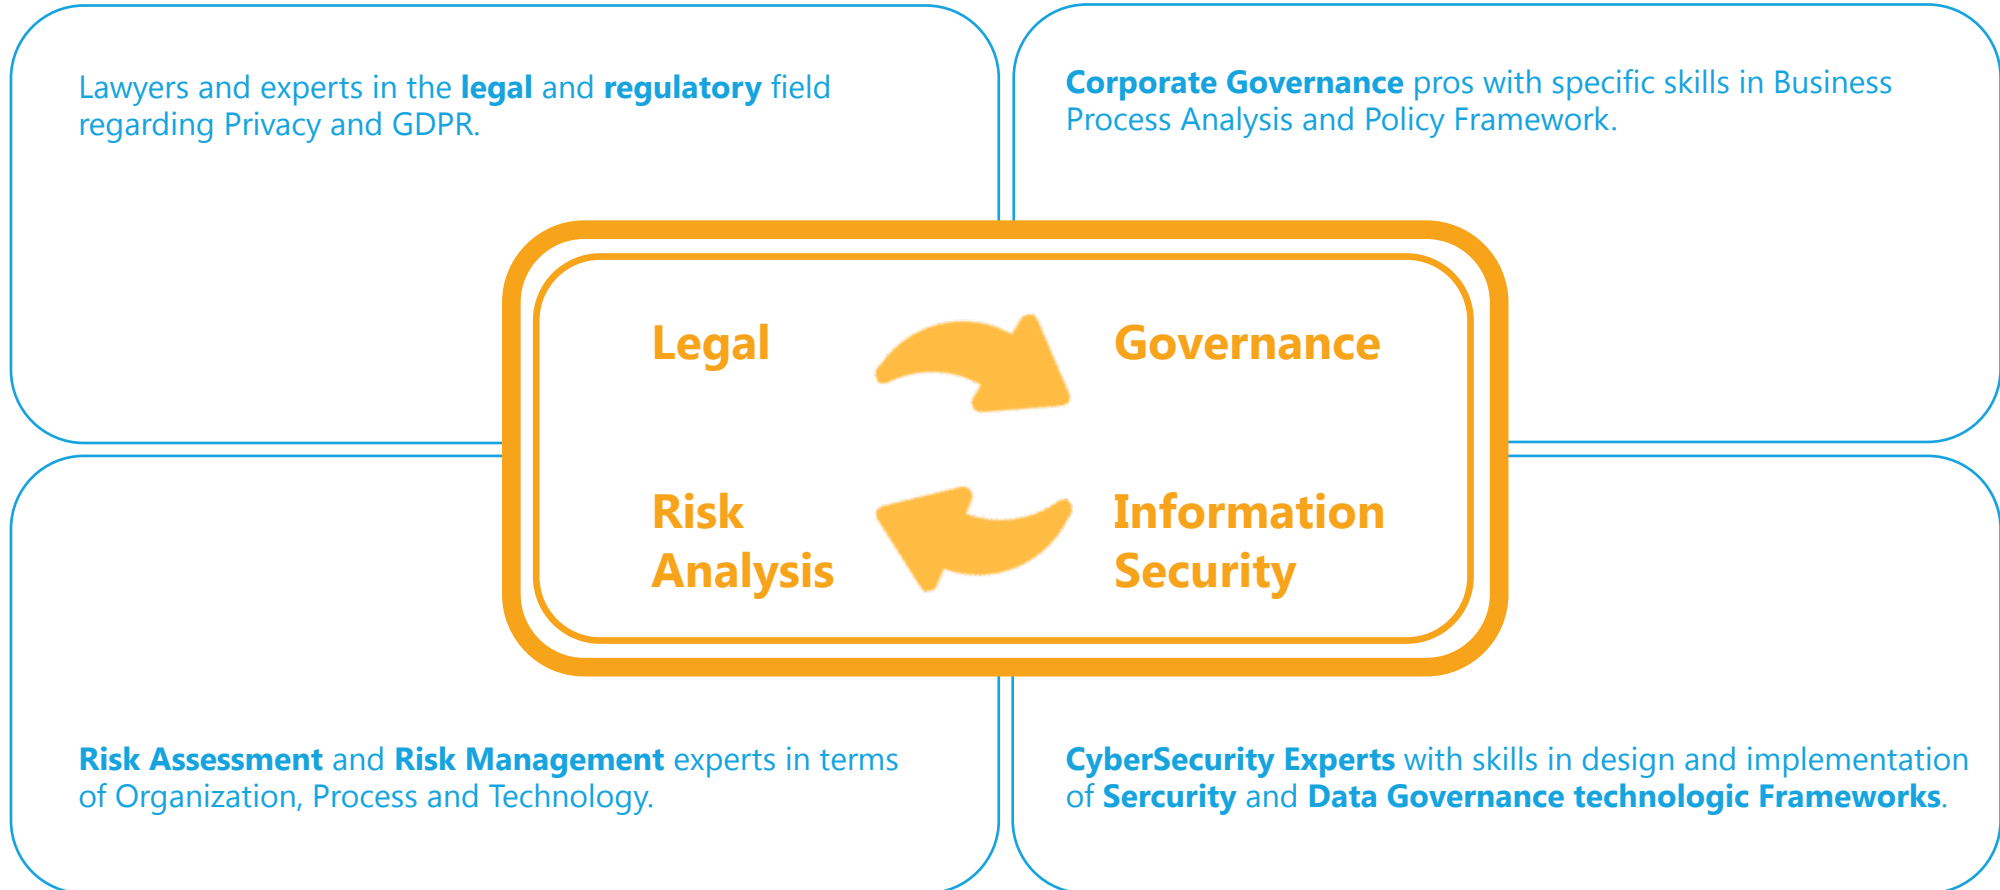 Lawyers and experts in the legal and regulatory field
regarding Privacy and GDPR.
Corporate Governance pros with specific skills in Business
Process Analysis and Policy Framework.
Legal
Governance
Risk
Analysis
Information
Security
Risk Assessment and Risk Management experts in terms
of Organization, Process and Technology.
CyberSecurity Experts with skills in design and implementation
of Sercurity and Data Governance technologic Frameworks.